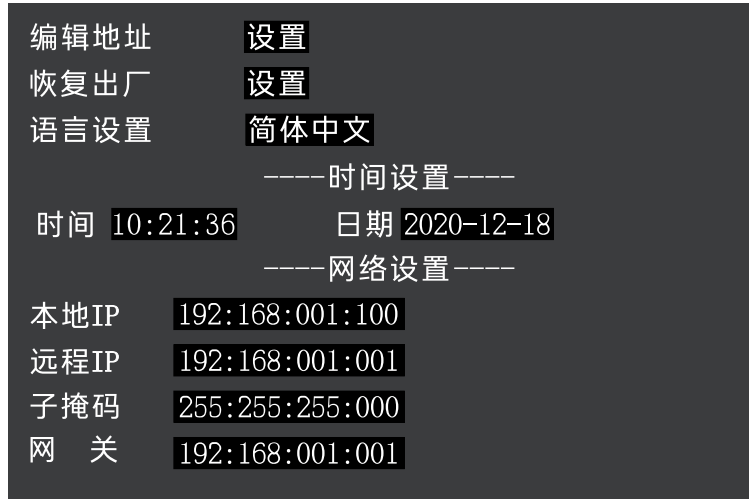 编辑地址 设置
恢复出厂 设置
语言设置 简体中文
----时间设置----
时间 10:21:36 日期 2020-12-18
----网络设置----
本地IP 192:168:001:100
远程IP 192:168:001:001
子掩码 255:255:255:000
网 关 192:168:001:001